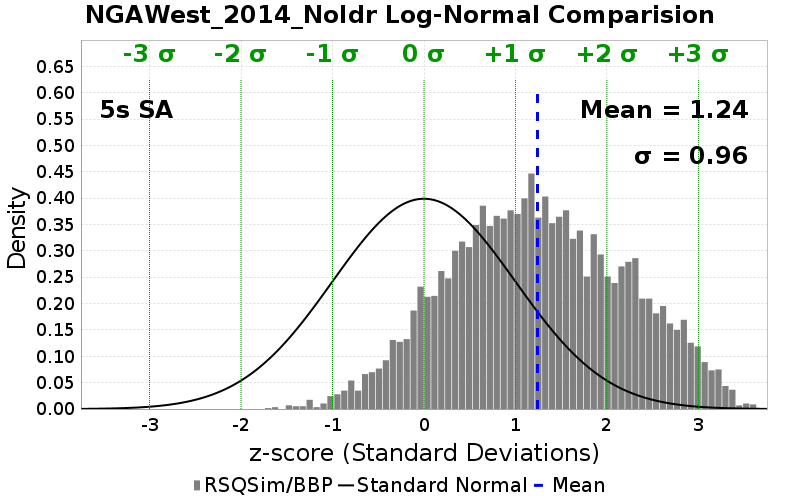 NGAWest_2014_NoIdr Log-Normal Comparision
-3 σ -2 σ -1 σ 0 σ +1 σ +2 σ +3 σ
5s SA
Mean = 1.24
σ = 0.96
Density
0.65
0.60
0.55
0.50
0.45
0.40
0.35
0.30
0.25
0.20
0.15
0.10
0.05
0.00
-3 -2 -1 0 1 2 3
z-score (Standard Deviations)
RSQSim/BBP Standard Normal Mean